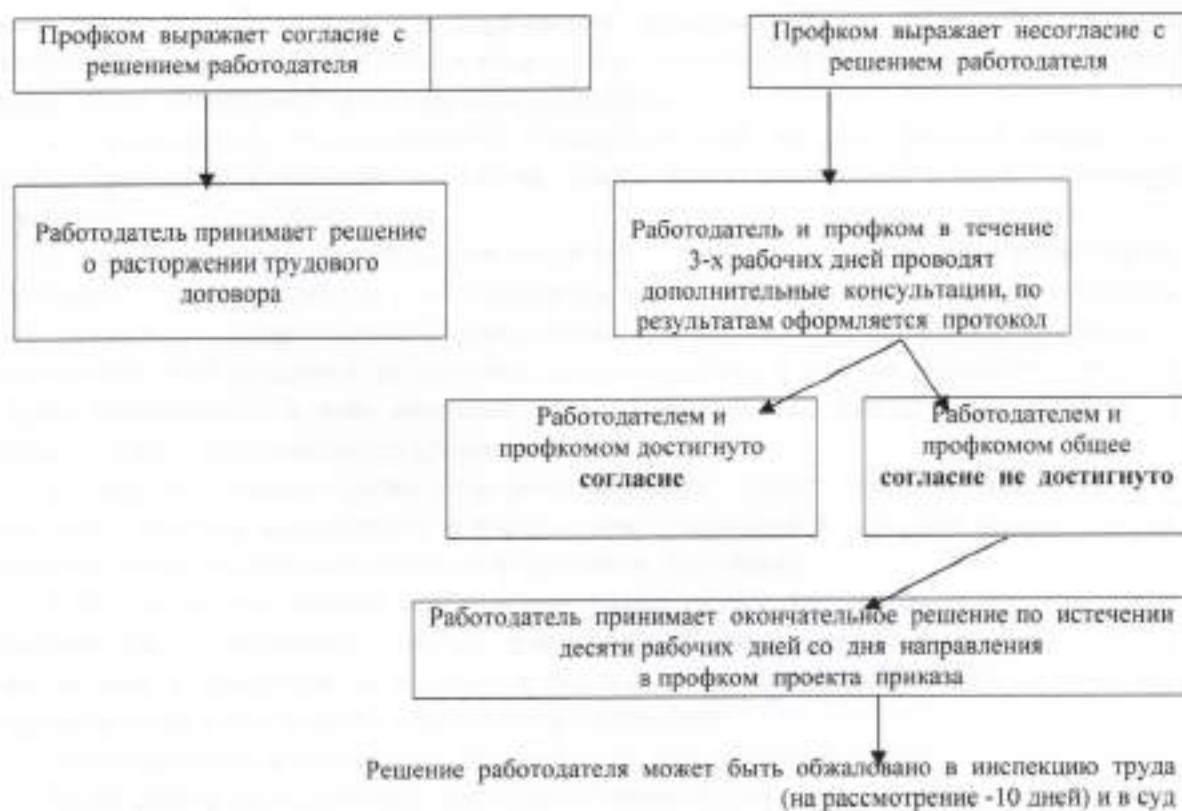 Профком выражает согласие с
решением работодателя
Профком выражает несогласие с
решением работодателя
Работодатель принимает решение
о расторжении трудового
договора
Работодатель и профком в течение
3-х рабочих дней проводят
дополнительные консультации, по
результатам оформляется протокол
Работодателем и
профкомом достигнуто
согласие
Работодателем и
профкомом общее
согласие не достигнуто
Работодатель принимает окончательное решение по истечении
десяти рабочих дней со дня направления
в профком проекта приказа
Решение работодателя может быть обжаловано в инспекцию труда
(на рассмотрение -10 дней) и в суд